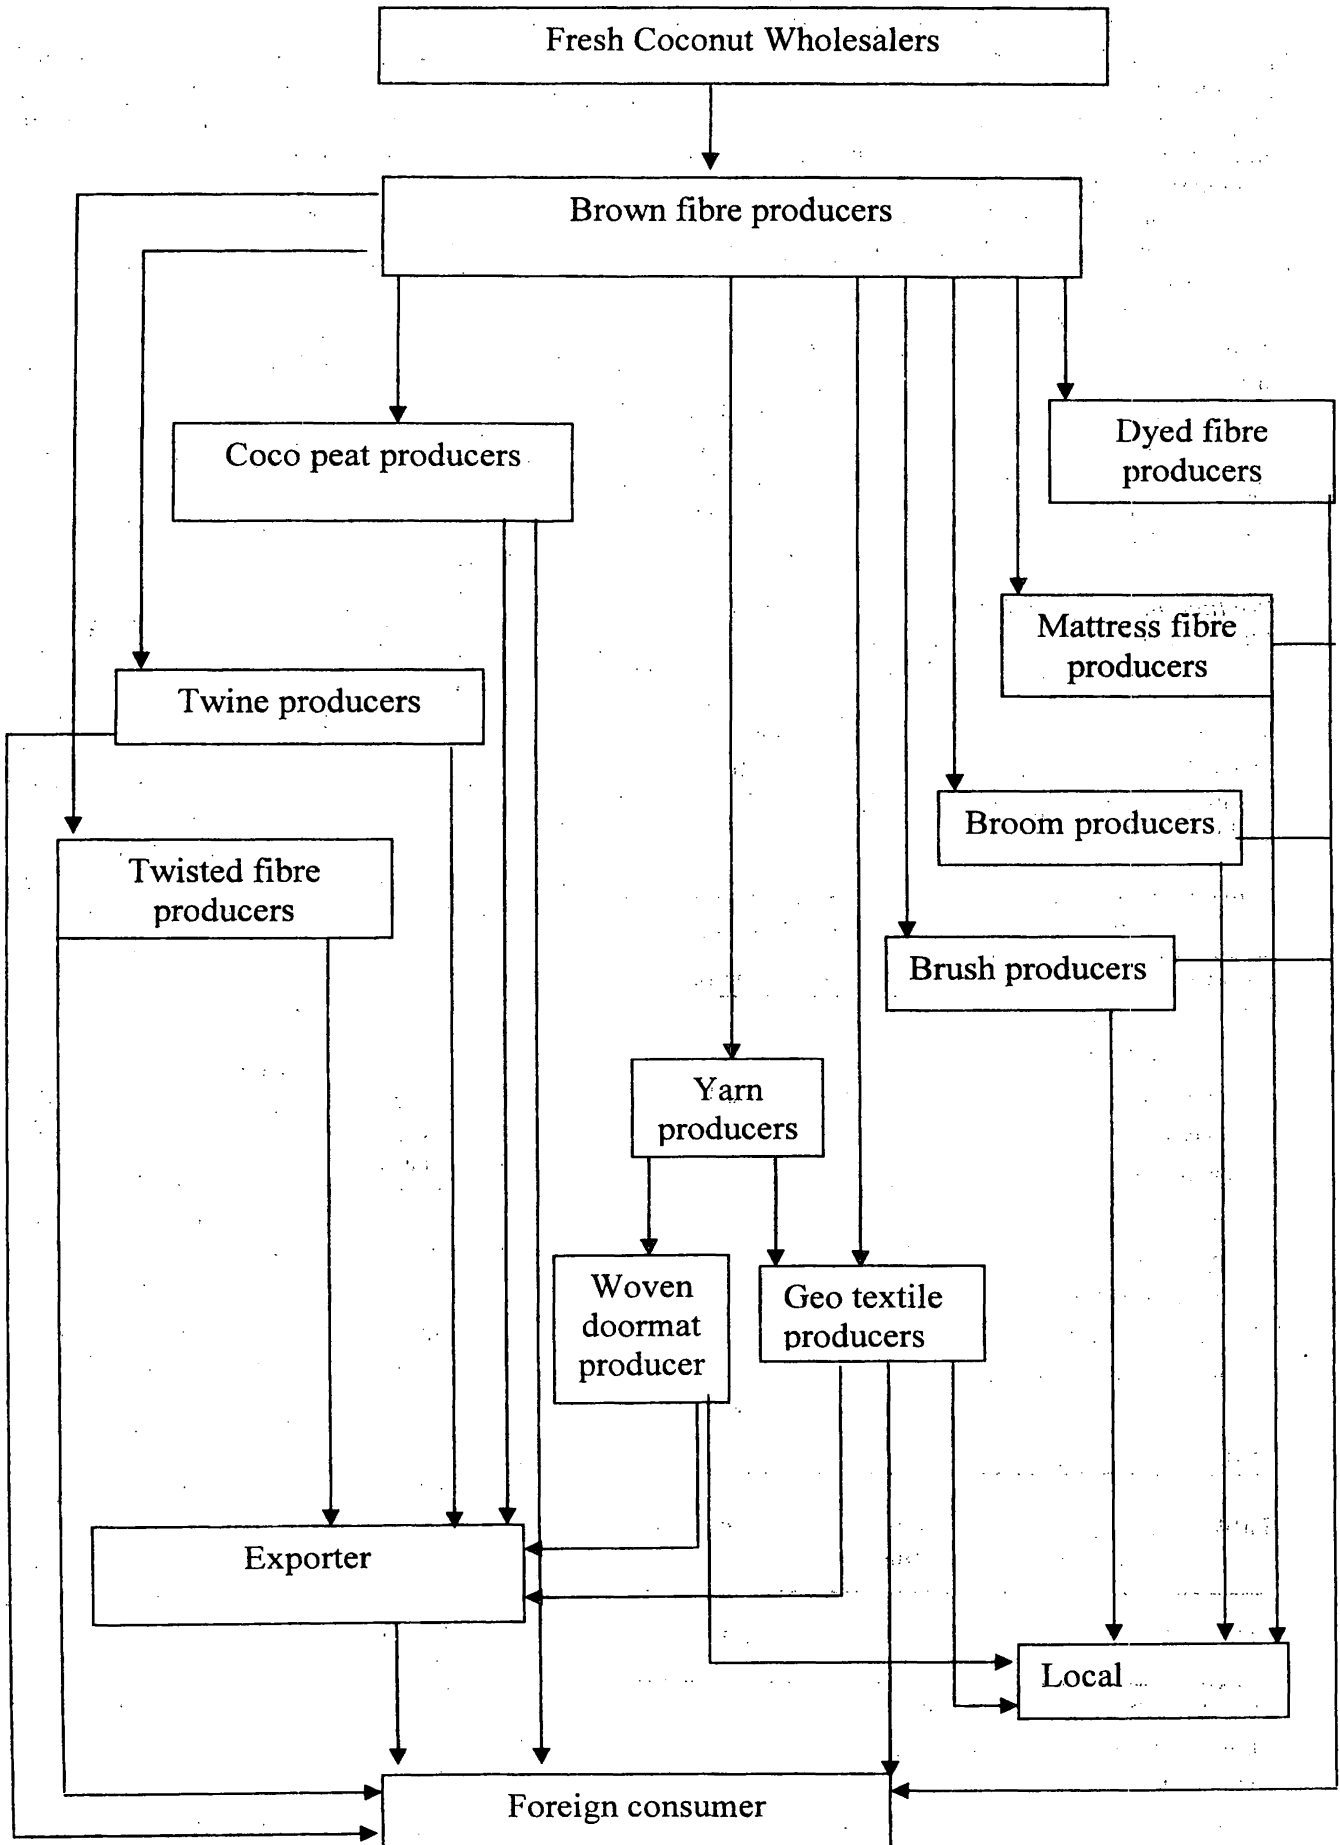 Fresh Coconut Wholesalers
Brown fibre producers
Dyed fibre
producers
Coco peat producers
Mattress fibre
producers
Twine producers
Broom producers
Twisted fibre
producers
Brush producers
Yarn
producers
Woven
doormat
producer
Geo textile
producers
Exporter
Local
Foreign consumer